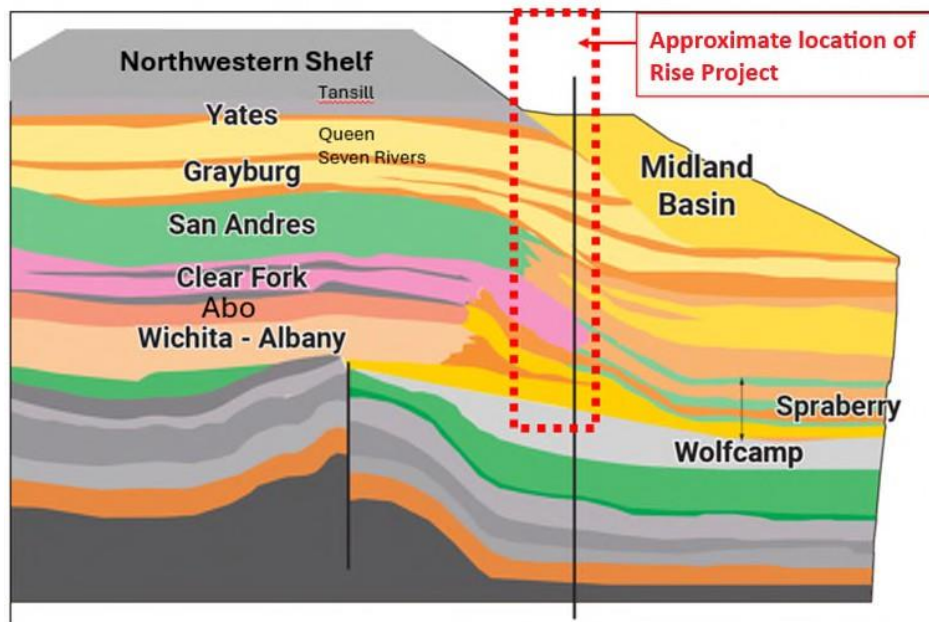 Approximate location of
Rise Project
Northwestern Shelf
Tansill
Yates
Queen
Seven Rivers
Grayburg
Midland
Basin
San Andres
Clear Fork
Abo
Wichita - Albany
Spraberry
Wolfcamp